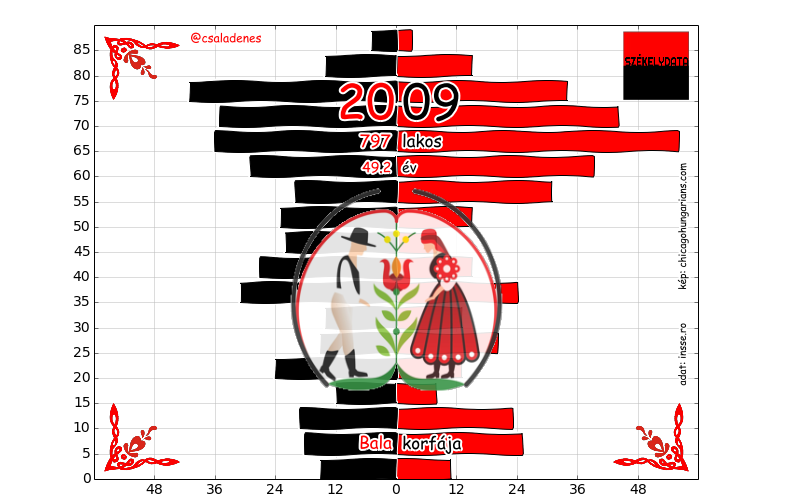 @csaladenes
SZÉKELYDATA
2009
797 lakos
49.2 év
kép: chicagohungarians.com
adat: insse.ro
Bala korfája
85
80
75
70
65
60
55
50
45
40
35
30
25
20
15
10
5
0
48 36 24 12 0 12 24 36 48